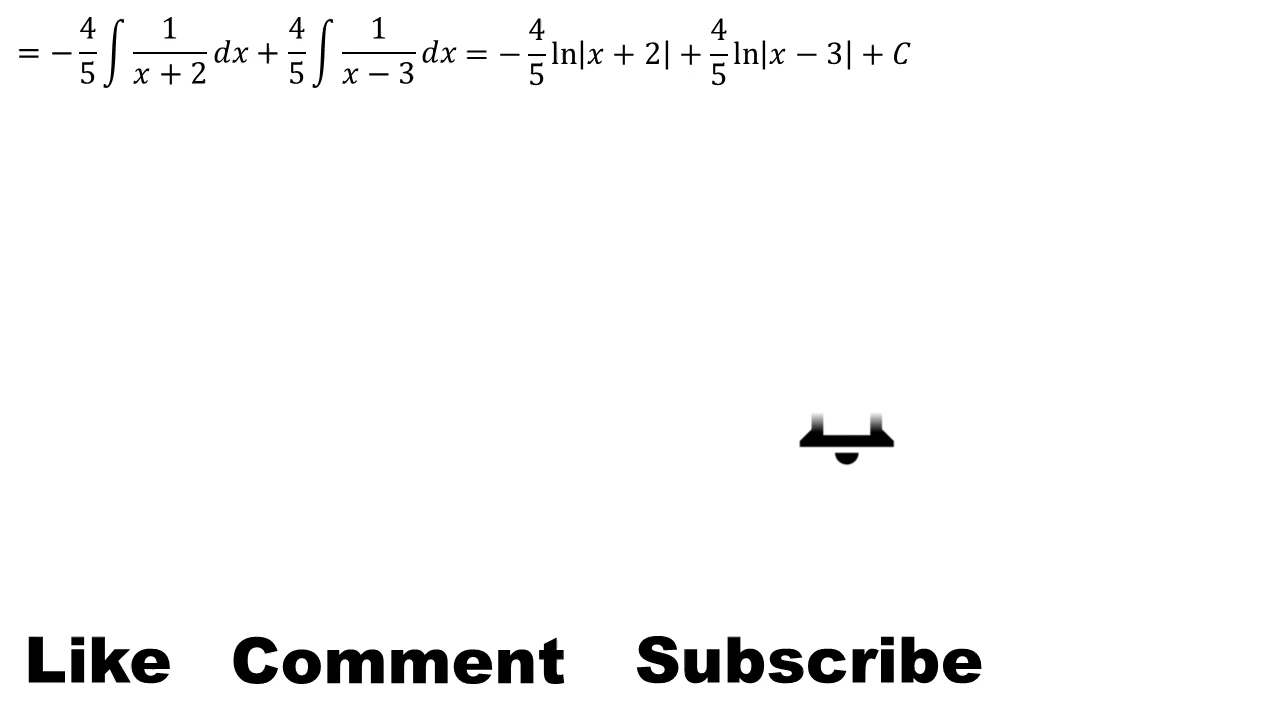 = −4/5 ∫ 1/(x + 2) dx + 4/5 ∫ 1/(x − 3) dx = −4/5 ln|x + 2| + 4/5 ln|x − 3| + C
Like Comment Subscribe